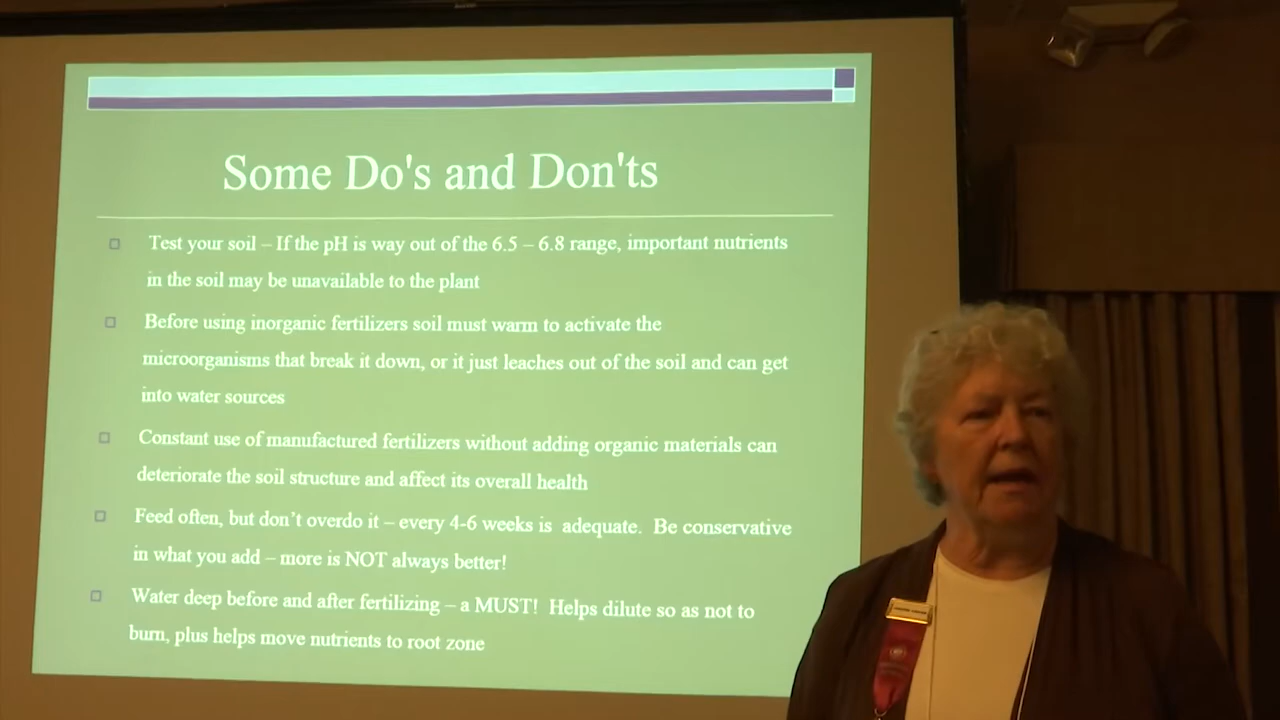 Some Do's and Don'ts
Test your soil – If the pH is way out of the 6.5 – 6.8 range, important nutrients
in the soil may be unavailable to the plant
Before using inorganic fertilizers soil must warm to activate the
microorganisms that break it down, or it just leaches out of the soil and can get
into water sources
Constant use of manufactured fertilizers without adding organic materials can
deteriorate the soil structure and affect its overall health
Feed often, but don’t overdo it – every 4-6 weeks is adequate. Be conservative
in what you add – more is NOT always better!
Water deep before and after fertilizing – a MUST! Helps dilute so as not to
burn, plus helps move nutrients to root zone